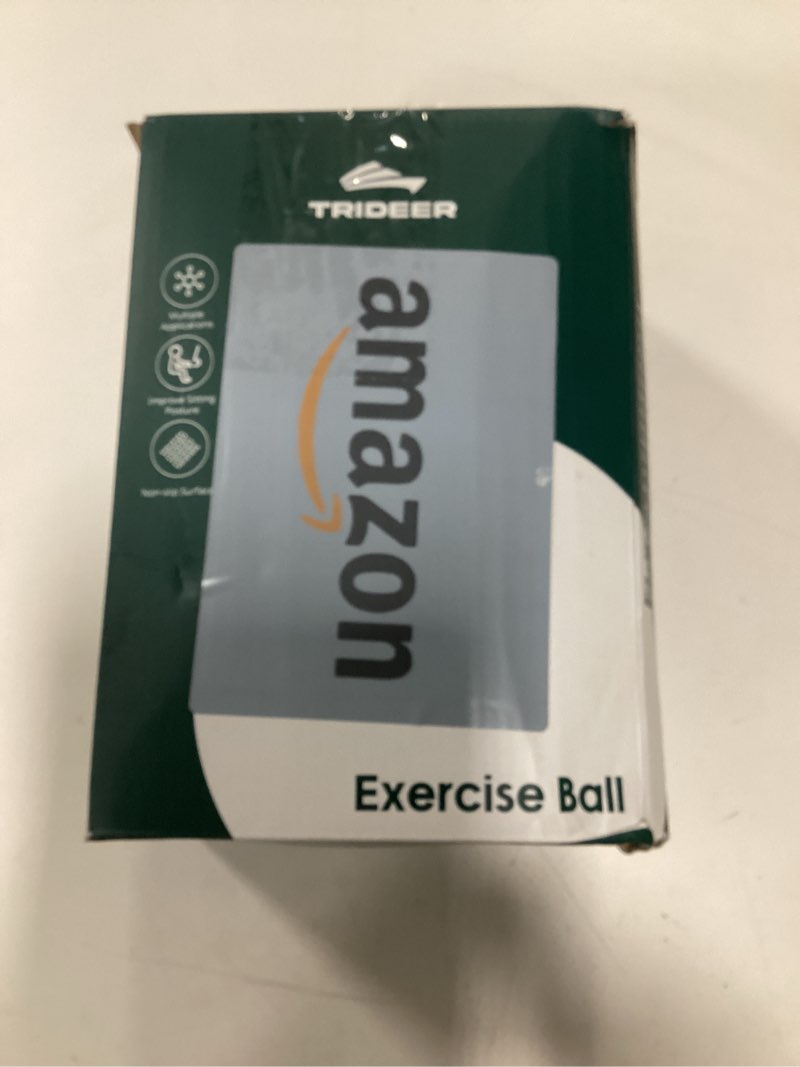 TRIDEER
Multiple
Applications
Improve Sitting
Posture
Non-slip Surface
amazon
Exercise Ball